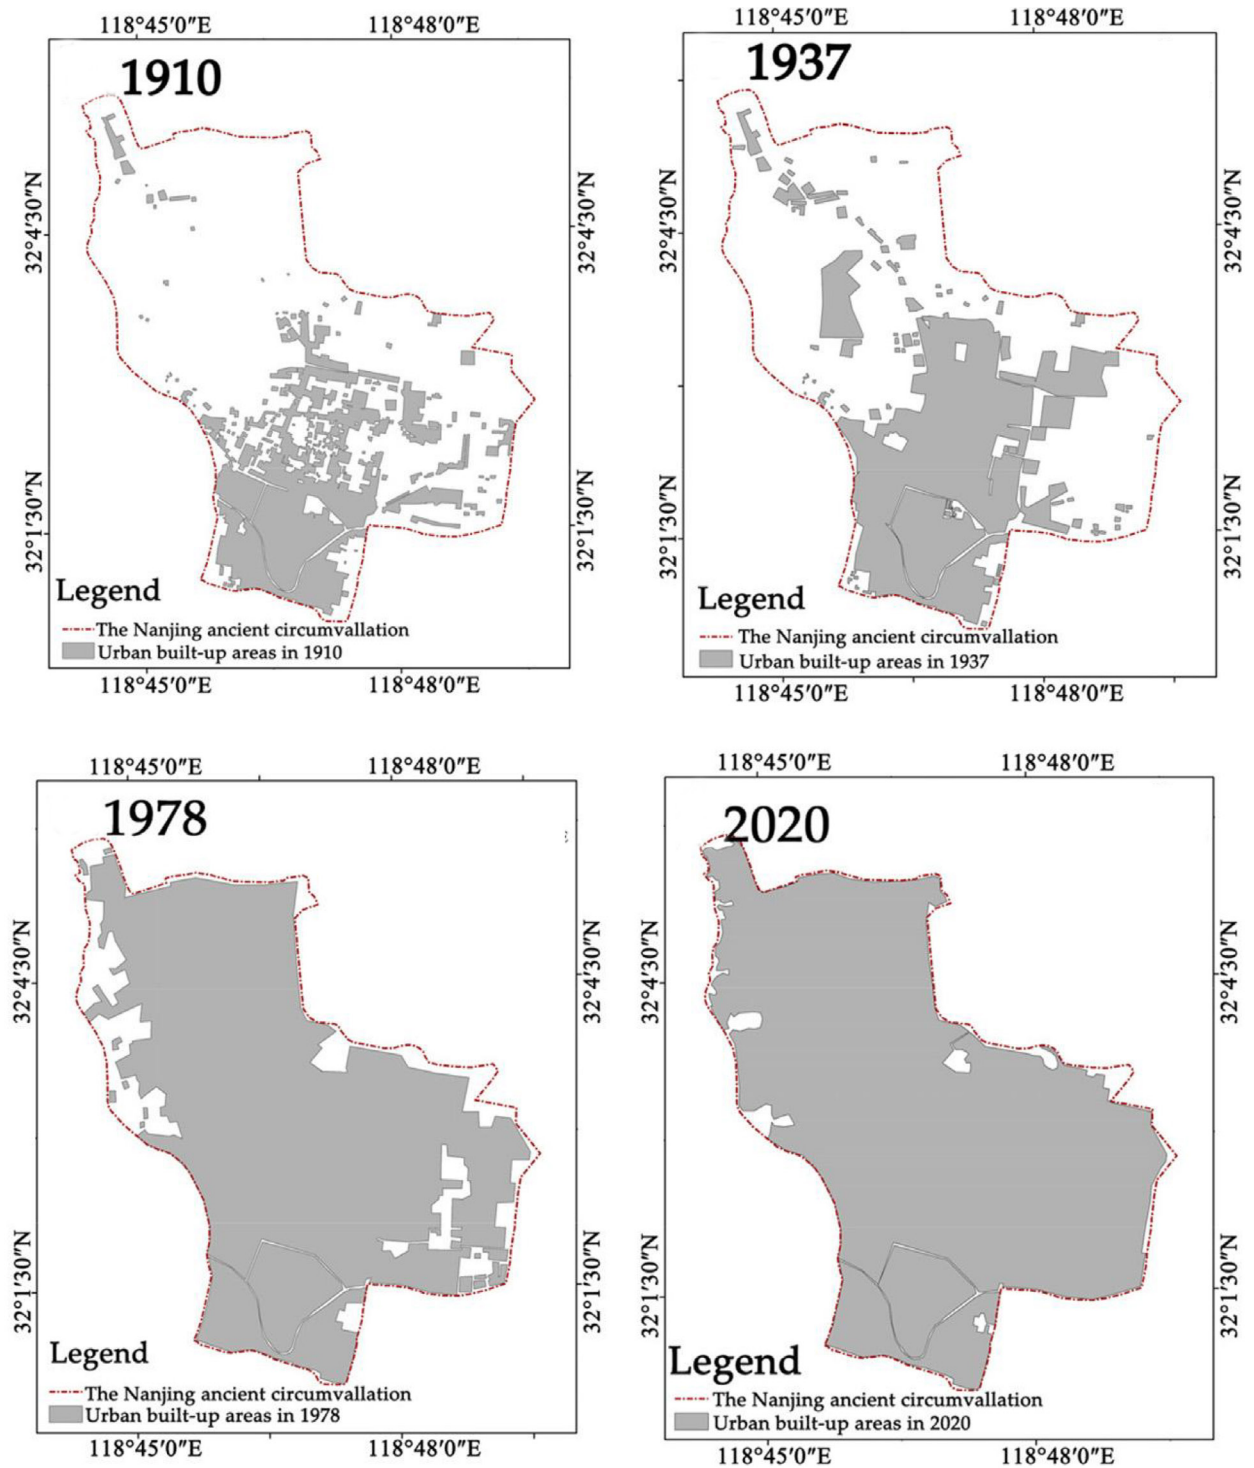 118°45′0″E 118°48′0″E
1910
32°4′30″N 32°4′30″N
32°1′30″N 32°1′30″N
Legend
The Nanjing ancient circumvallation
Urban built-up areas in 1910
118°45′0″E 118°48′0″E
118°45′0″E 118°48′0″E
1937
32°4′30″N 32°4′30″N
32°1′30″N 32°1′30″N
Legend
The Nanjing ancient circumvallation
Urban built-up areas in 1937
118°45′0″E 118°48′0″E
118°45′0″E 118°48′0″E
1978
32°4′30″N 32°4′30″N
32°1′30″N 32°1′30″N
Legend
The Nanjing ancient circumvallation
Urban built-up areas in 1978
118°45′0″E 118°48′0″E
118°45′0″E 118°48′0″E
2020
32°4′30″N 32°4′30″N
32°1′30″N 32°1′30″N
Legend
The Nanjing ancient circumvallation
Urban built-up areas in 2020
118°45′0″E 118°48′0″E